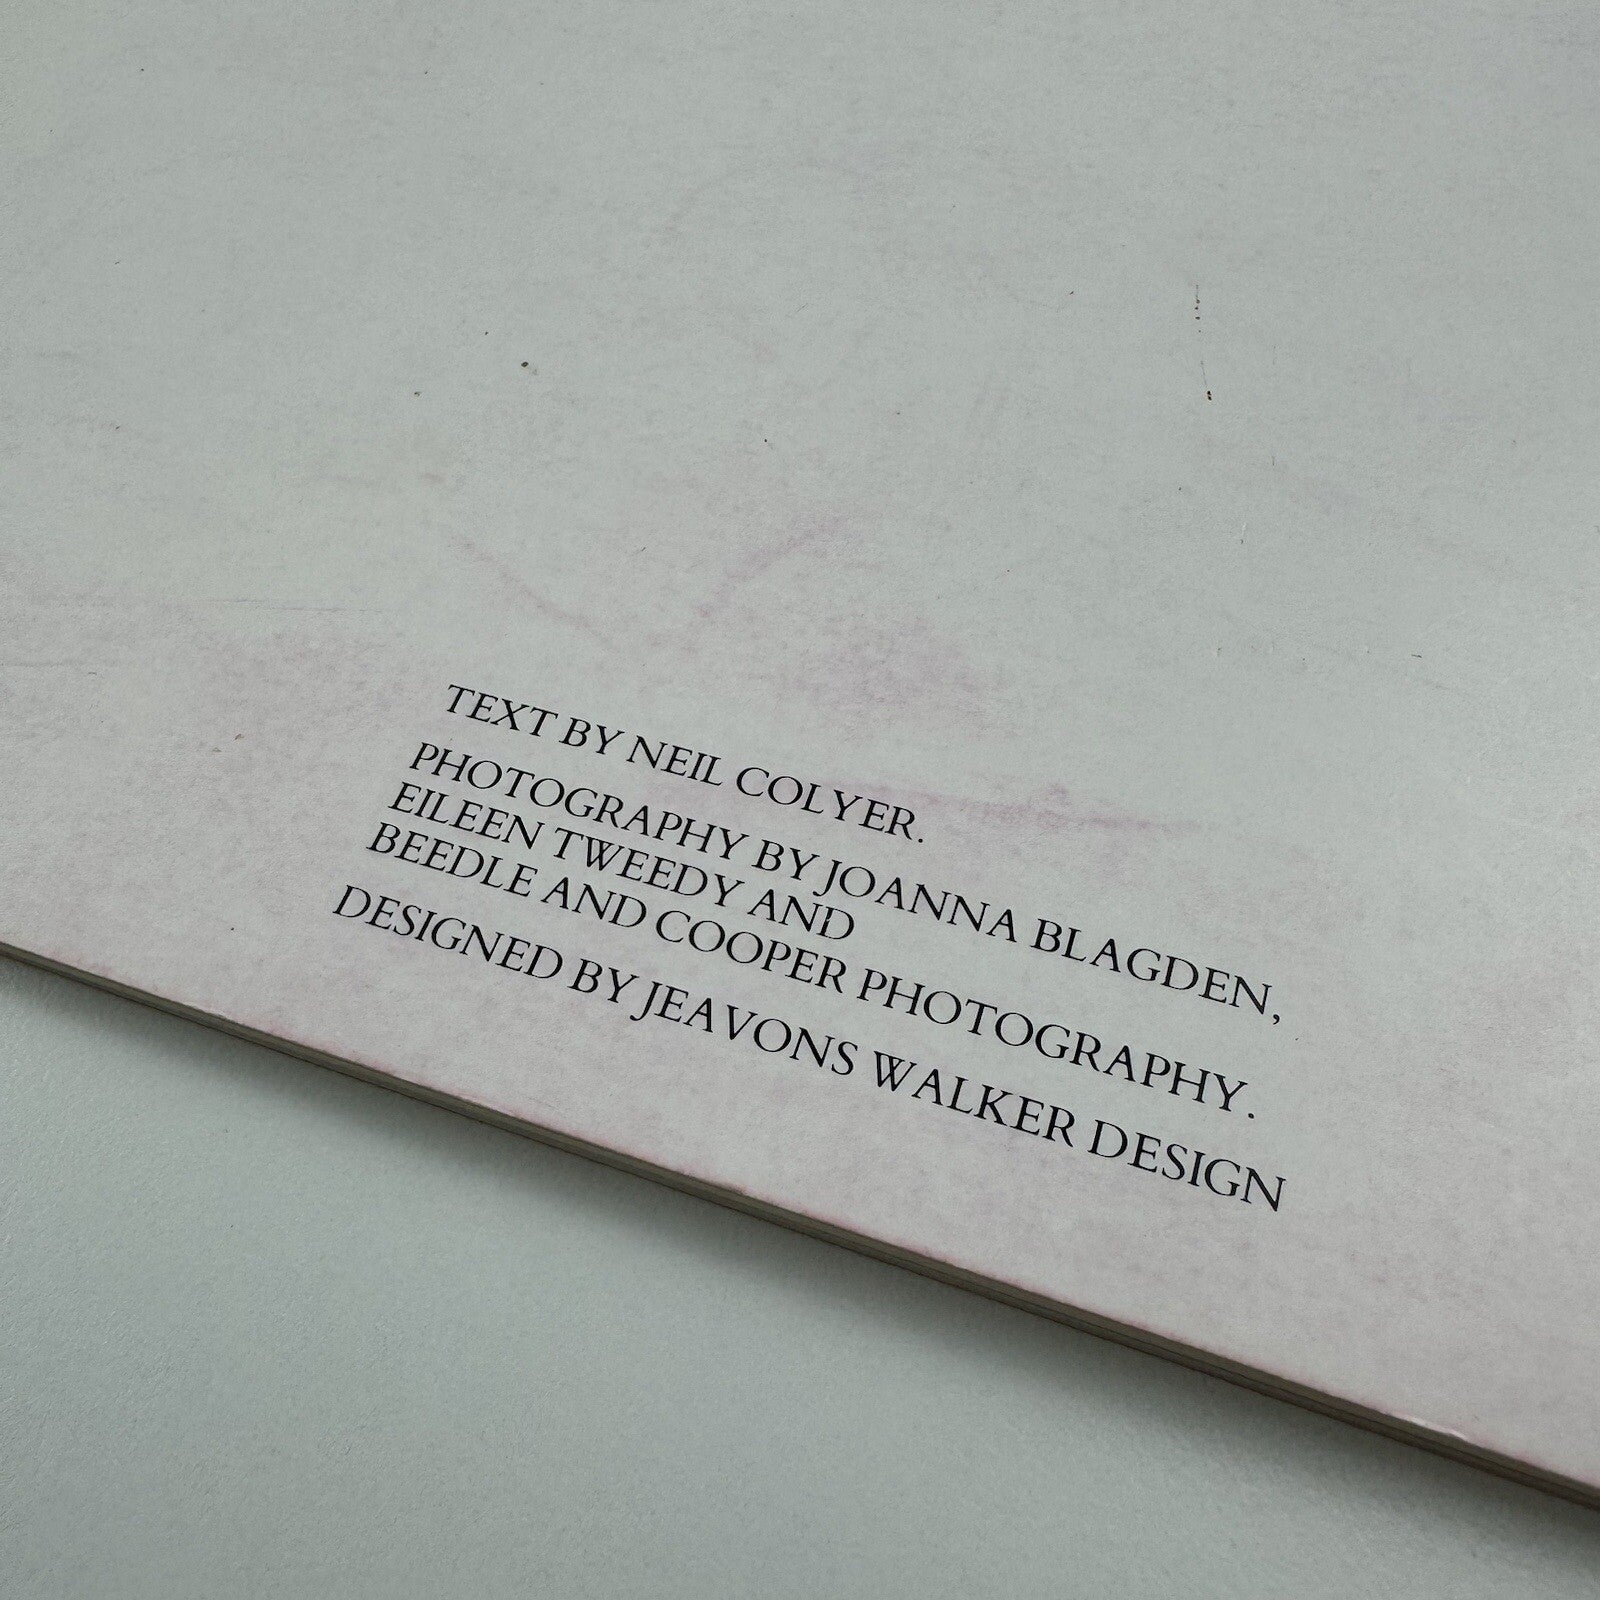 TEXT BY NEIL COLYER.
PHOTOGRAPHY BY JOANNA BLAGDEN,
EILEEN TWEEDY AND
BEEDLE AND COOPER PHOTOGRAPHY.
DESIGNED BY JEAVONS WALKER DESIGN